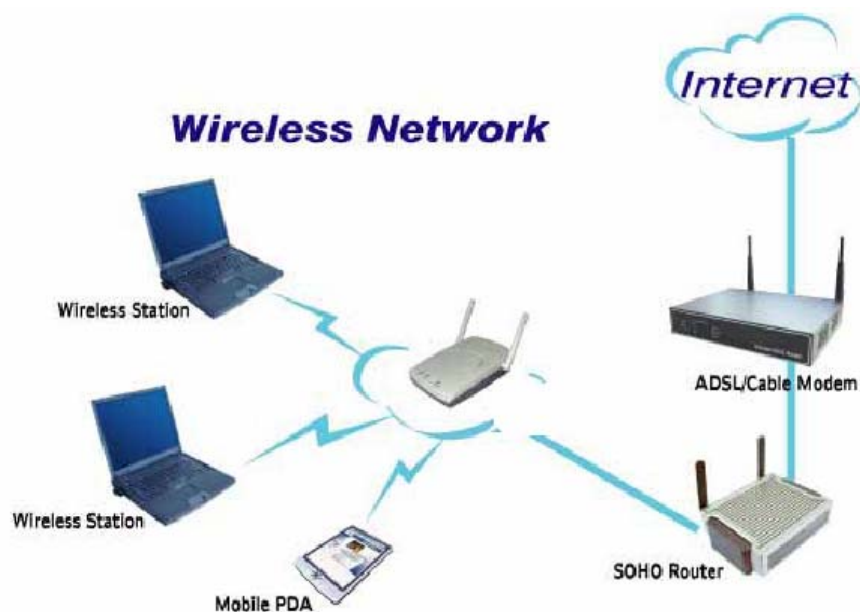 Internet
Wireless Network
Wireless Station
ADSL/Cable Modem
Wireless Station
SOHO Router
Mobile PDA